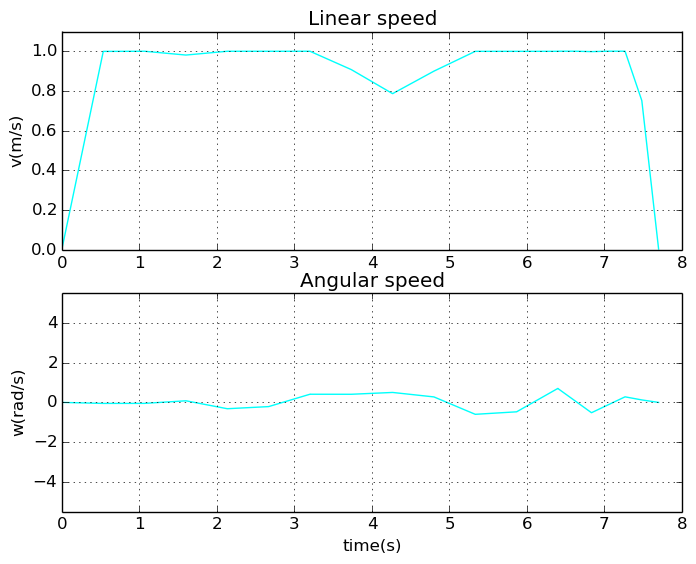 Linear speed
v(m/s)
1.0
0.8
0.6
0.4
0.2
0.0
0 1 2 3 4 5 6 7 8
Angular speed
w(rad/s)
4
2
0
−2
−4
0 1 2 3 4 5 6 7 8
time(s)